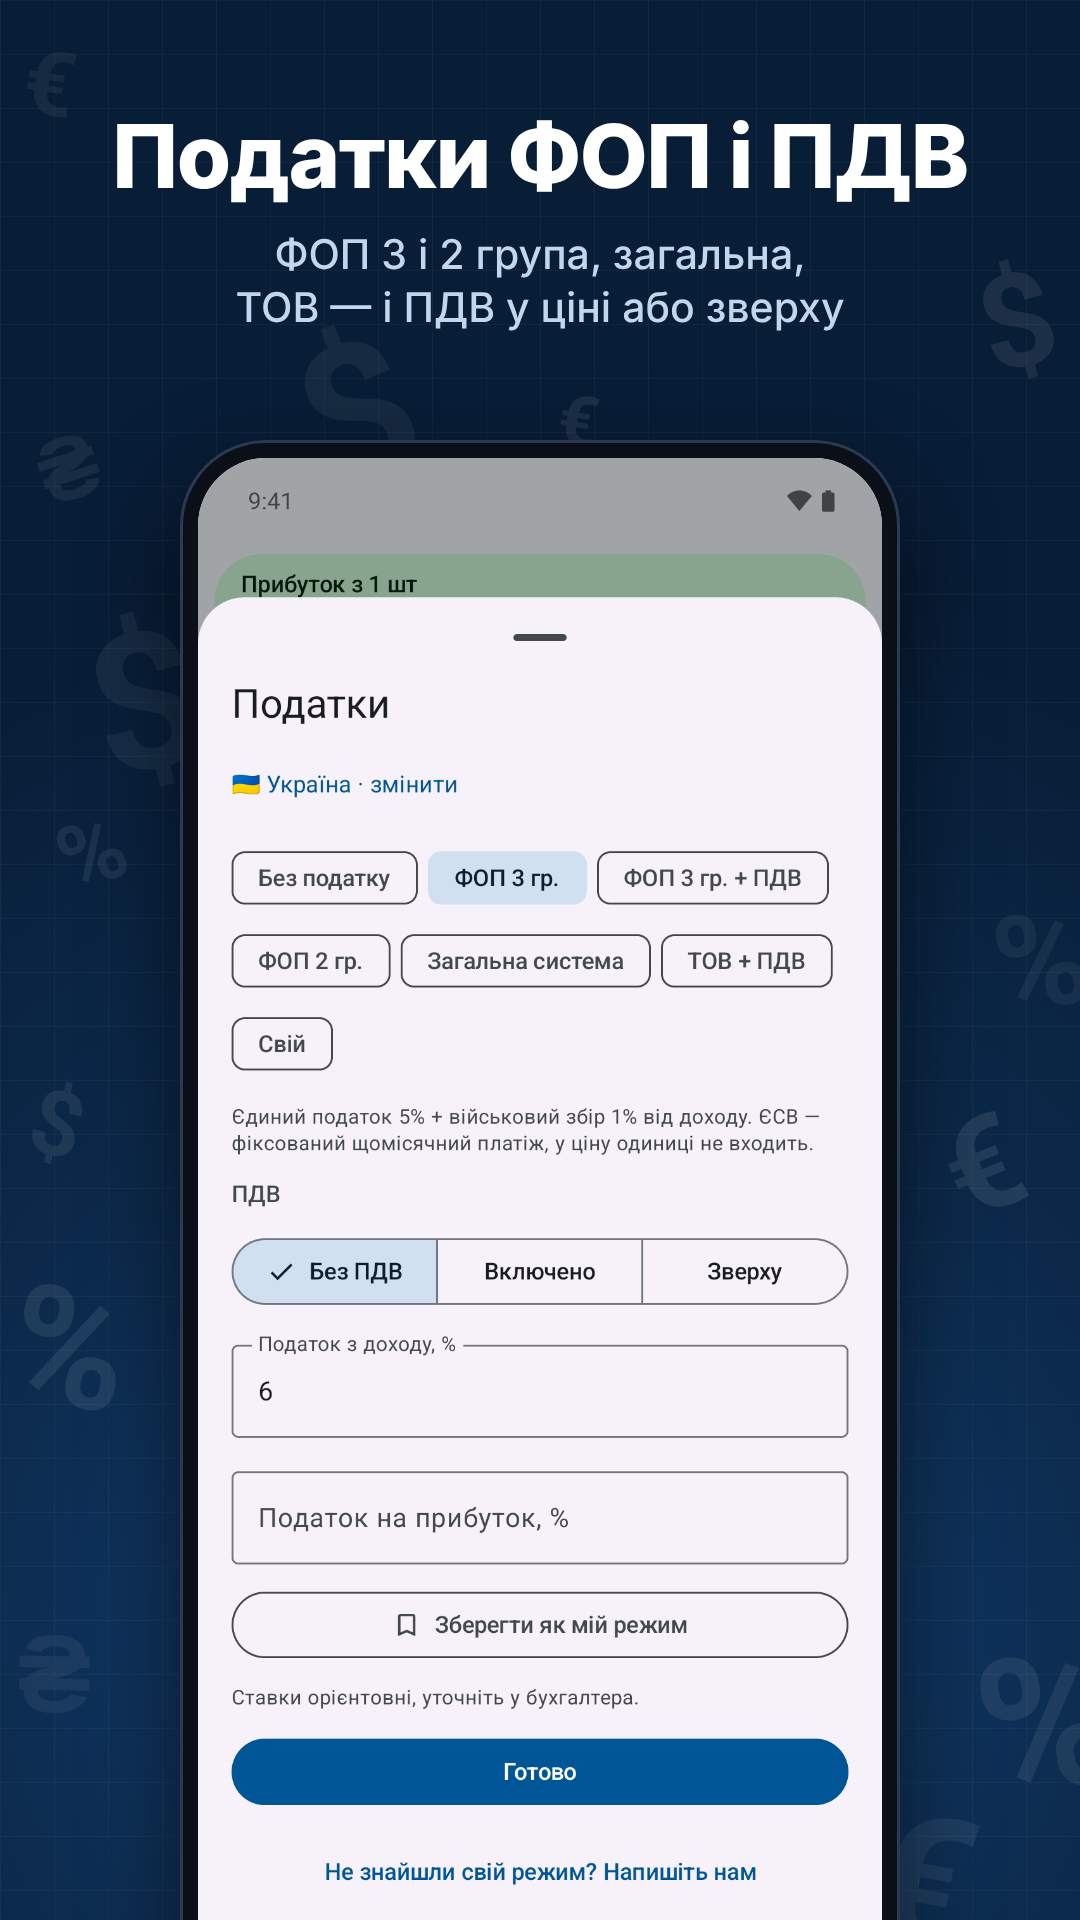 Податки ФОП і ПДВ
ФОП 3 і 2 група, загальна,
ТОВ — і ПДВ у ціні або зверху
9:41
Прибуток з 1 шт
Податки
🇺🇦 Україна · змінити
Без податку
ФОП 3 гр.
ФОП 3 гр. + ПДВ
ФОП 2 гр.
Загальна система
ТОВ + ПДВ
Свій
Єдиний податок 5% + військовий збір 1% від доходу. ЄСВ —
фіксований щомісячний платіж, у ціну одиниці не входить.
ПДВ
Без ПДВ
Включено
Зверху
Податок з доходу, %
6
Податок на прибуток, %
Зберегти як мій режим
Ставки орієнтовні, уточніть у бухгалтера.
Готово
Не знайшли свій режим? Напишіть нам